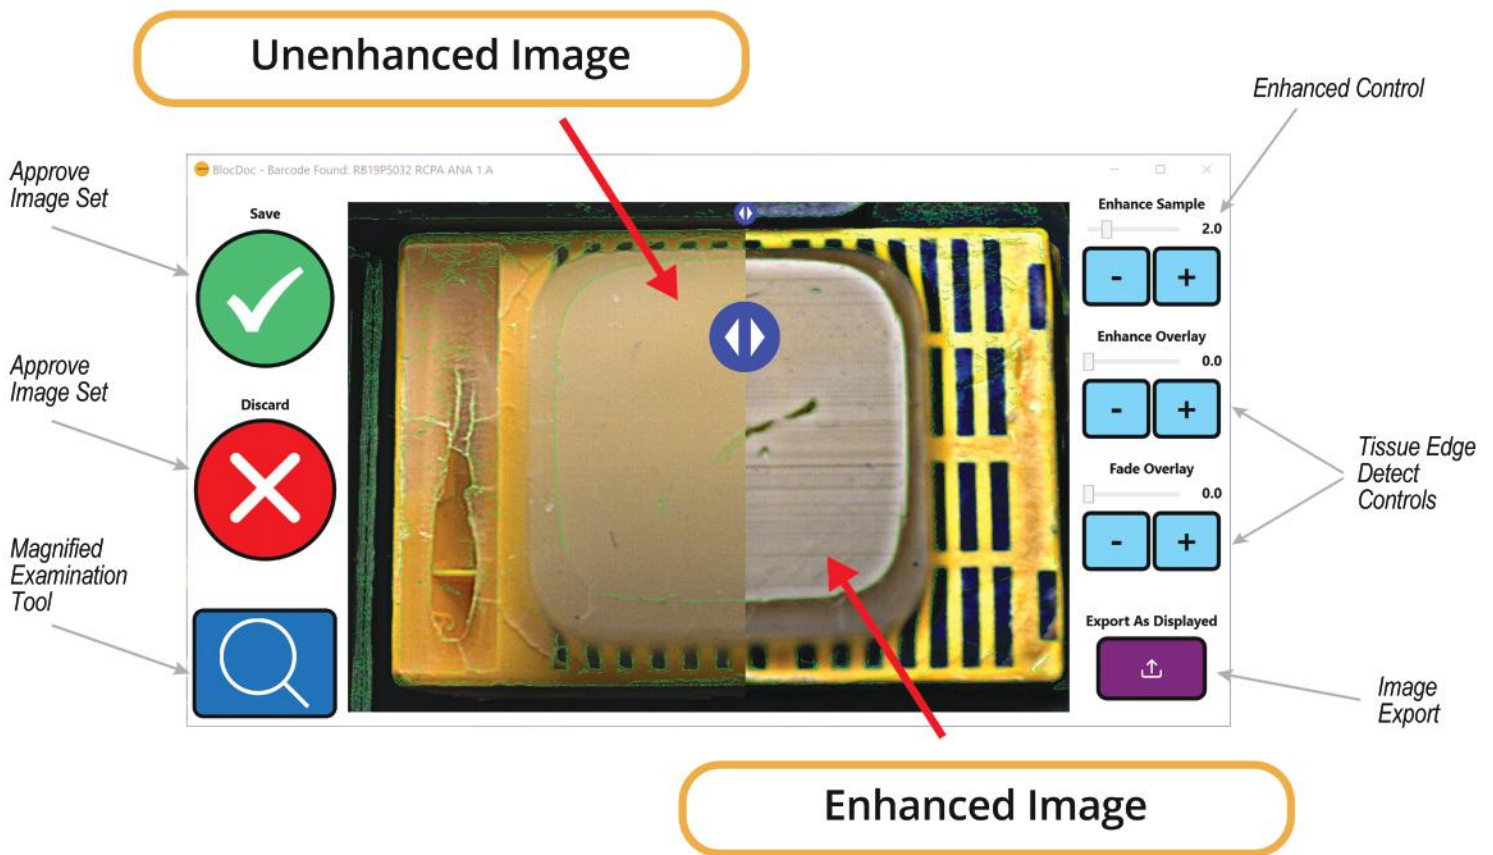 Unenhanced Image
Enhanced Control
Approve
Image Set
BlocDoc - Barcode Found: RB19P5032 RCPA ANA 1.A
Save
Enhance Sample
2.0
-
+
Enhance Overlay
0.0
-
+
Approve
Image Set
Discard
Tissue Edge
Detect
Controls
Fade Overlay
0.0
-
+
Magnified
Examination
Tool
Export As Displayed
Image
Export
Enhanced Image